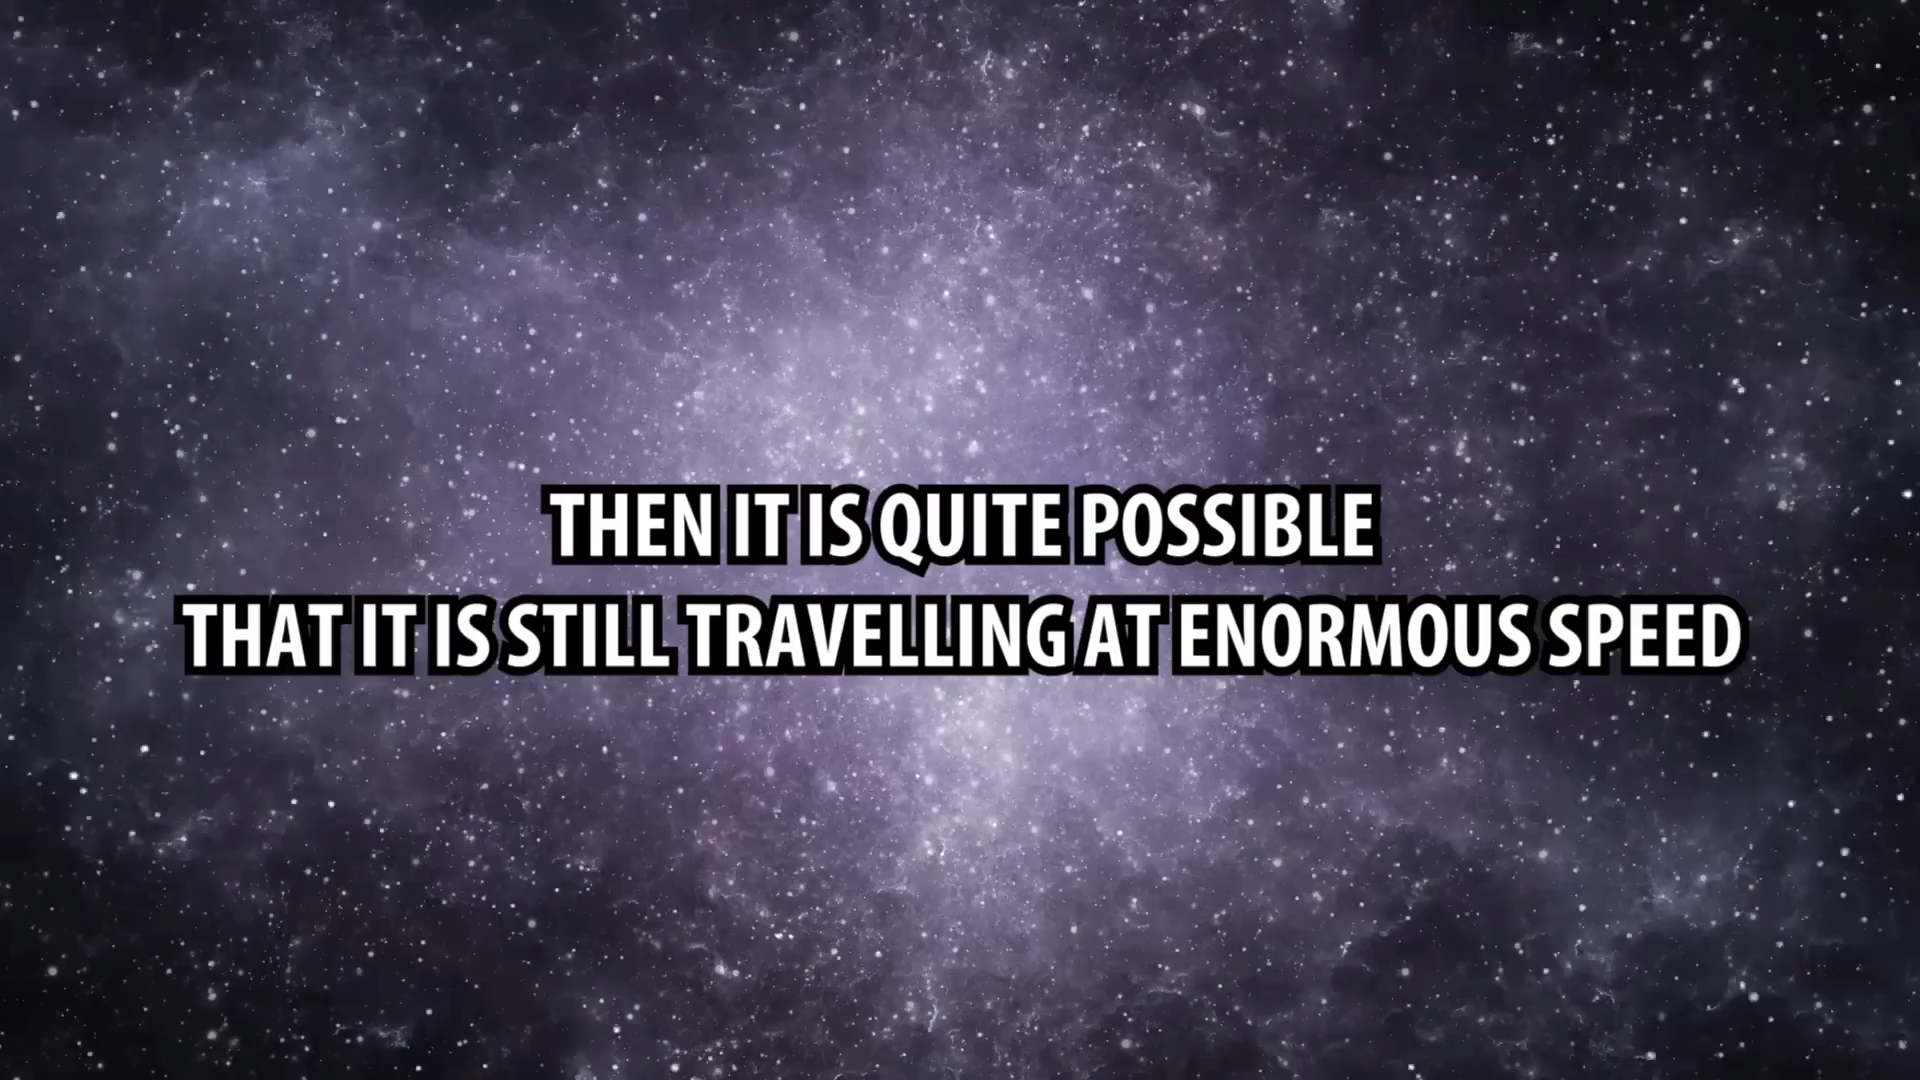 THEN IT IS QUITE POSSIBLE
THAT IT IS STILL TRAVELLING AT ENORMOUS SPEED